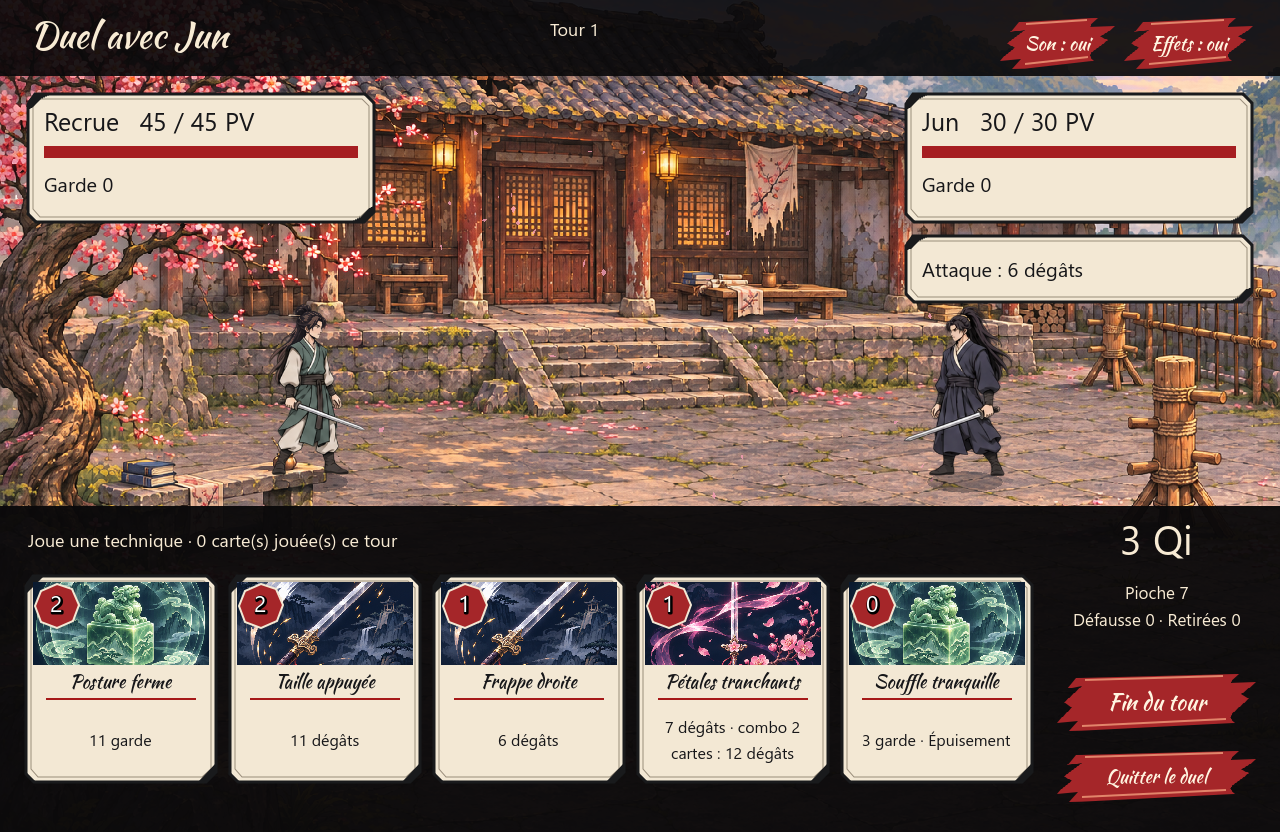 Duel avec Jun
Tour 1
Son : oui
Effets : oui
Recrue 45 / 45 PV
Garde 0
Jun 30 / 30 PV
Garde 0
Attaque : 6 dégâts
Joue une technique · 0 carte(s) jouée(s) ce tour
3 Qi
Pioche 7
Défausse 0 · Retirées 0
2
Posture ferme
11 garde
2
Taille appuyée
11 dégâts
1
Frappe droite
6 dégâts
1
Pétales tranchants
7 dégâts · combo 2
cartes : 12 dégâts
0
Souffle tranquille
3 garde · Épuisement
Fin du tour
Quitter le duel